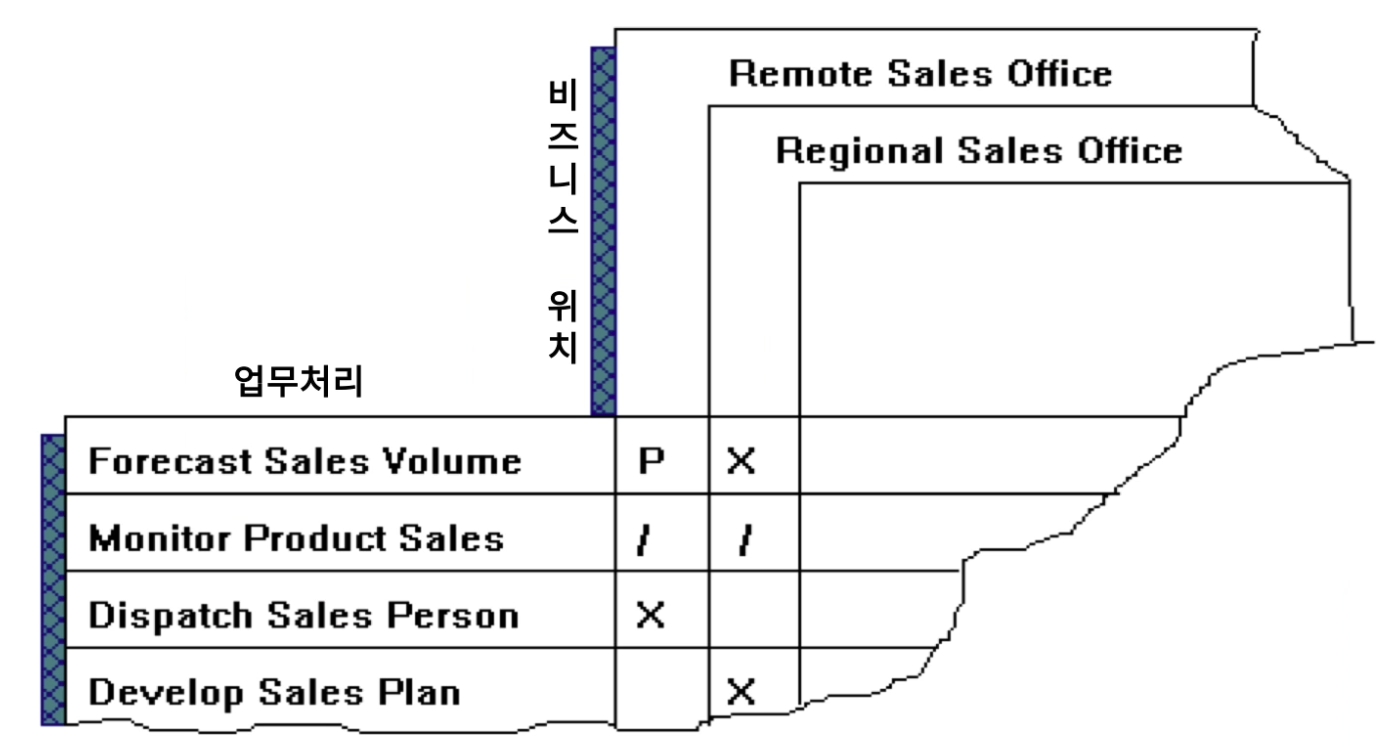 Remote Sales Office
Regional Sales Office
비즈니스 위치
업무처리
Forecast Sales Volume P X
Monitor Product Sales / /
Dispatch Sales Person X
Develop Sales Plan X